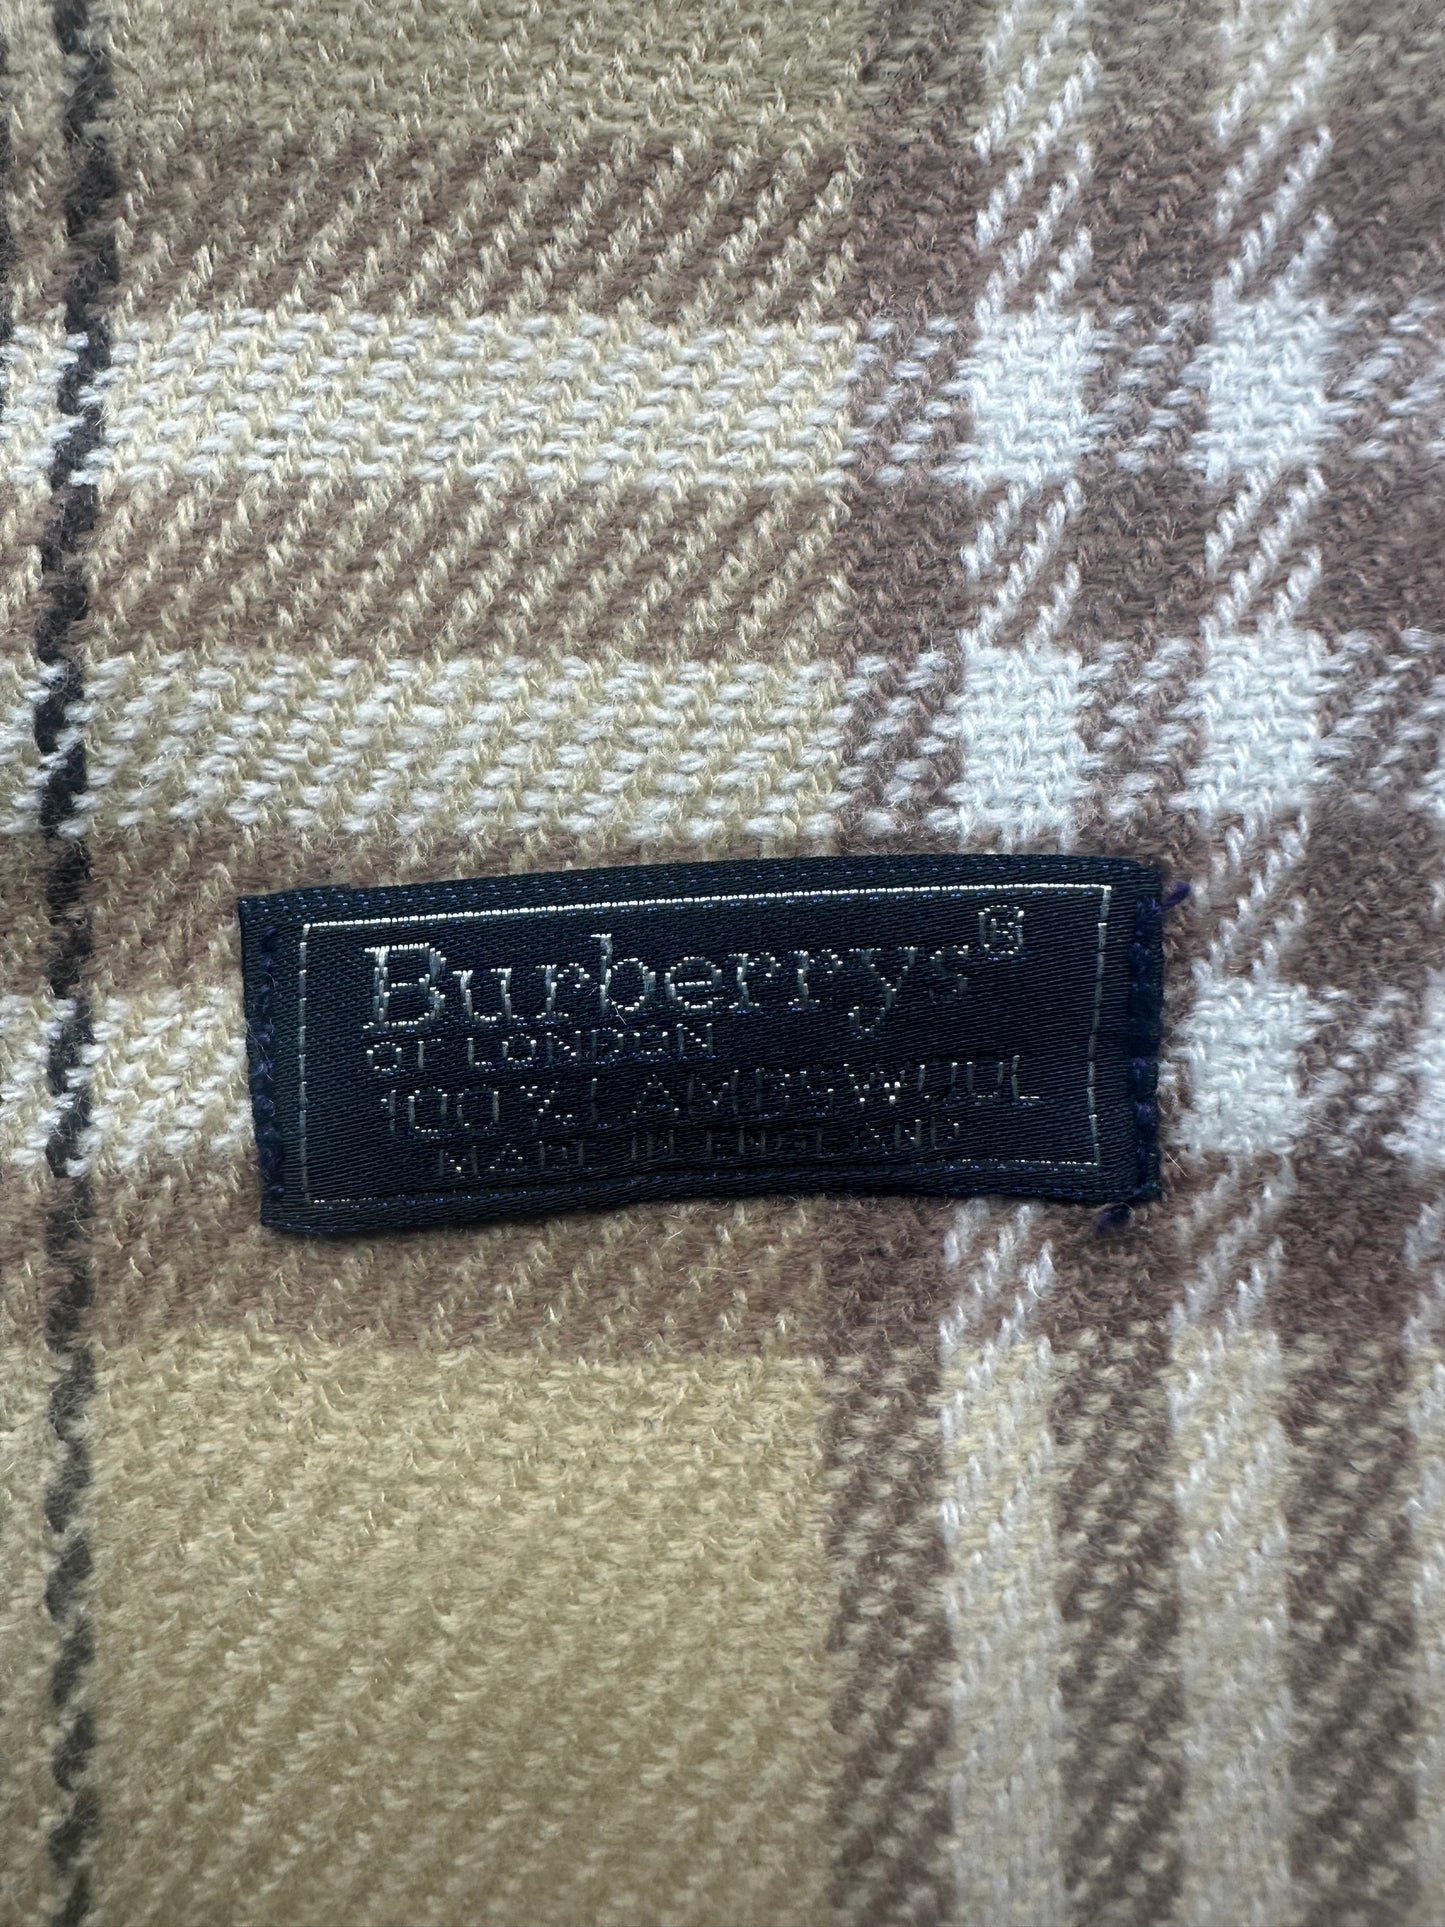 Burberrys®
OF LONDON
100% LAMBSWOOL
MADE IN ENGLAND